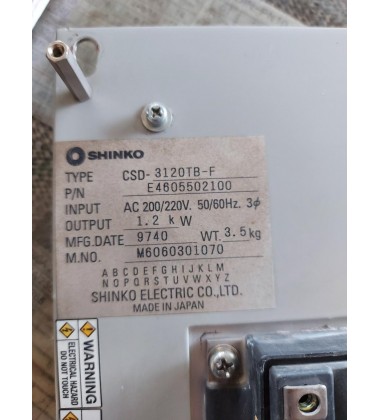 SHINKO
TYPE CSD-3120TB-F
P/N E4605502100
INPUT AC 200/220V. 50/60Hz. 3ϕ
OUTPUT 1.2 kW
MFG.DATE 9740 WT. 3.5kg
M.NO. M6060301070
A B C D E F G H I J K L M
N O P Q R S T U V W X Y Z
SHINKO ELECTRIC CO.,LTD.
MADE IN JAPAN
WARNING
ELECTRICAL HAZARD
DO NOT TOUCH